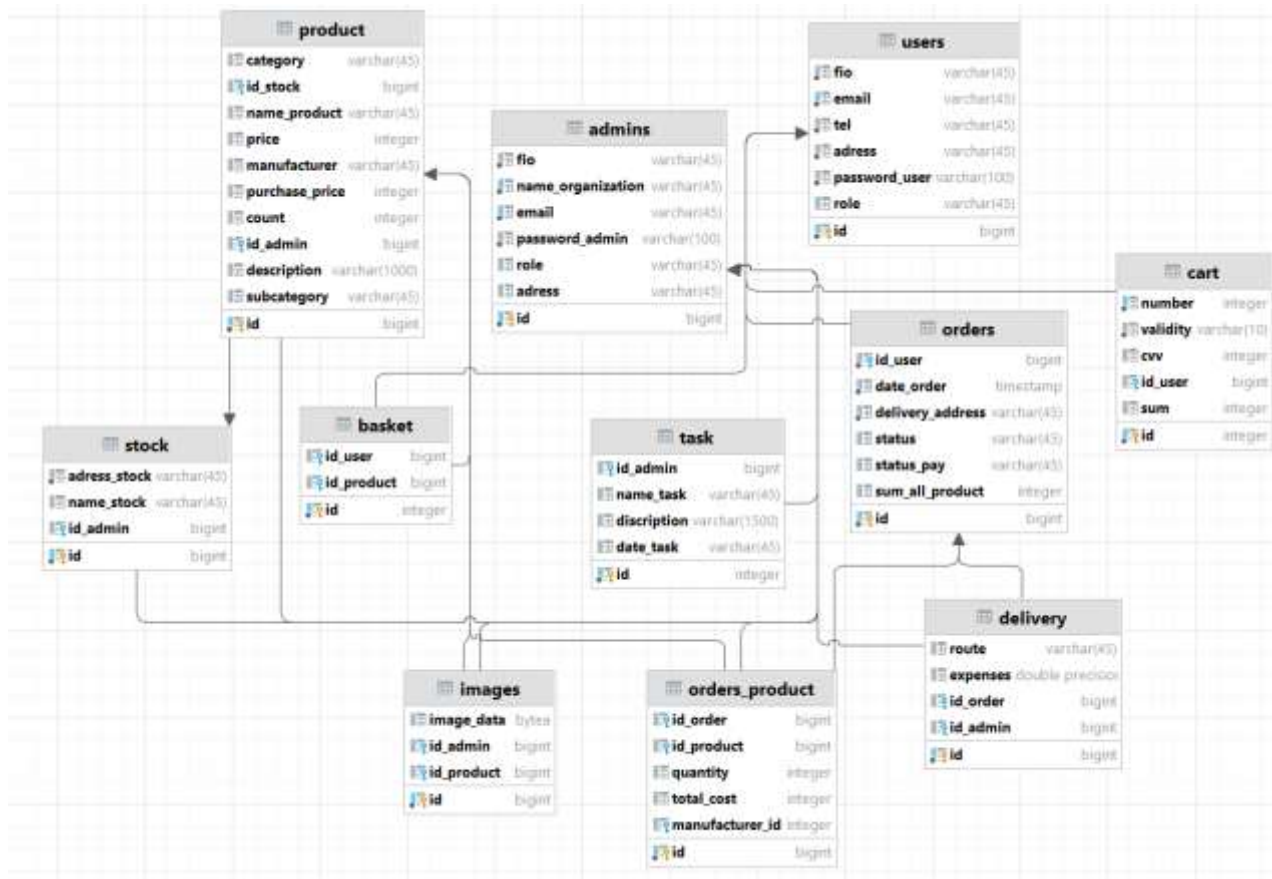 product
category varchar(45)
id_stock bigint
name_product varchar(45)
price integer
manufacturer varchar(45)
purchase_price integer
count integer
id_admin bigint
description varchar(1000)
subcategory varchar(45)
id bigint
users
fio varchar(45)
email varchar(45)
tel varchar(45)
adress varchar(45)
password_user varchar(100)
role varchar(45)
id bigint
admins
fio varchar(45)
name_organization varchar(45)
email varchar(45)
password_admin varchar(100)
role varchar(45)
adress varchar(45)
id bigint
cart
number integer
validity varchar(10)
cvv integer
id_user bigint
sum integer
id integer
orders
id_user bigint
date_order timestamp
delivery_address varchar(45)
status varchar(45)
status_pay varchar(45)
sum_all_product integer
id bigint
stock
adress_stock varchar(45)
name_stock varchar(45)
id_admin bigint
id bigint
basket
id_user bigint
id_product bigint
id integer
task
id_admin bigint
name_task varchar(45)
discription varchar(1500)
date_task varchar(45)
id integer
delivery
route varchar(45)
expenses double precision
id_order bigint
id_admin bigint
id bigint
images
image_data bytea
id_admin bigint
id_product bigint
id bigint
orders_product
id_order bigint
id_product bigint
quantity integer
total_cost integer
manufacturer_id integer
id bigint